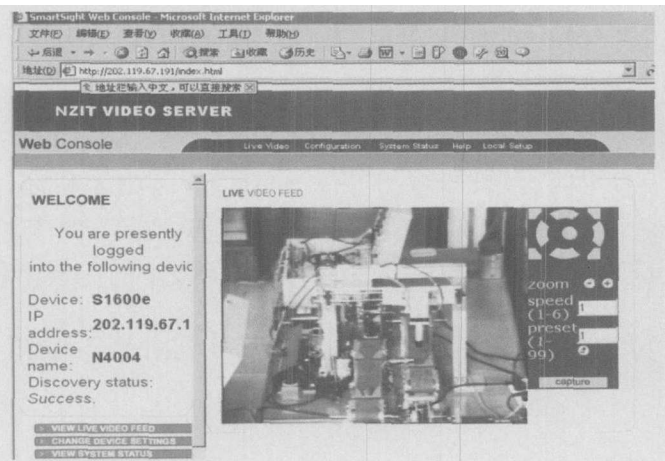 SmartSight Web Console - Microsoft Internet Explorer
文件(F) 编辑(E) 查看(V) 收藏(A) 工具(T) 帮助(H)
后退 搜索 收藏 历史
地址(D) http://202.119.67.191/index.html
地址栏输入中文，可以直接搜索
NZIT VIDEO SERVER
Web Console
Live Video Configuration System Status Help Local Setup
WELCOME
You are presently
logged
into the following devic
Device: S1600e
IP
address: 202.119.67.1
Device
name: N4004
Discovery status:
Success.
VIEW LIVE VIDEO FEED
CHANGE DEVICE SETTINGS
VIEW SYSTEM STATUS
LIVE VIDEO FEED
zoom
speed
(1-6) 1
preset
(1-
99) 1
capture